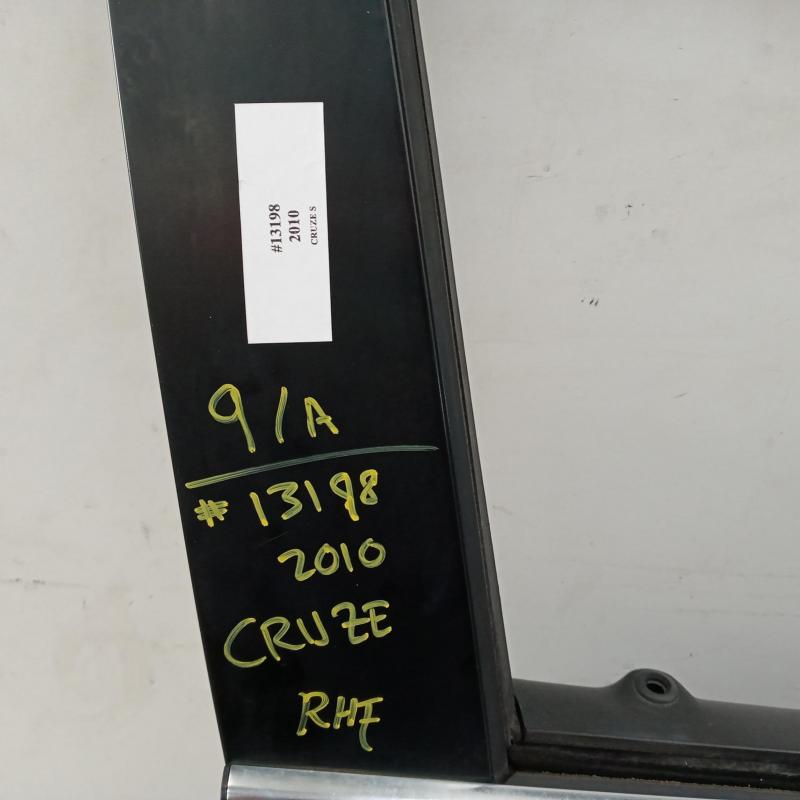 #13198
2010
CRUZE S
9/A
# 13198
2010
CRUZE
RHF